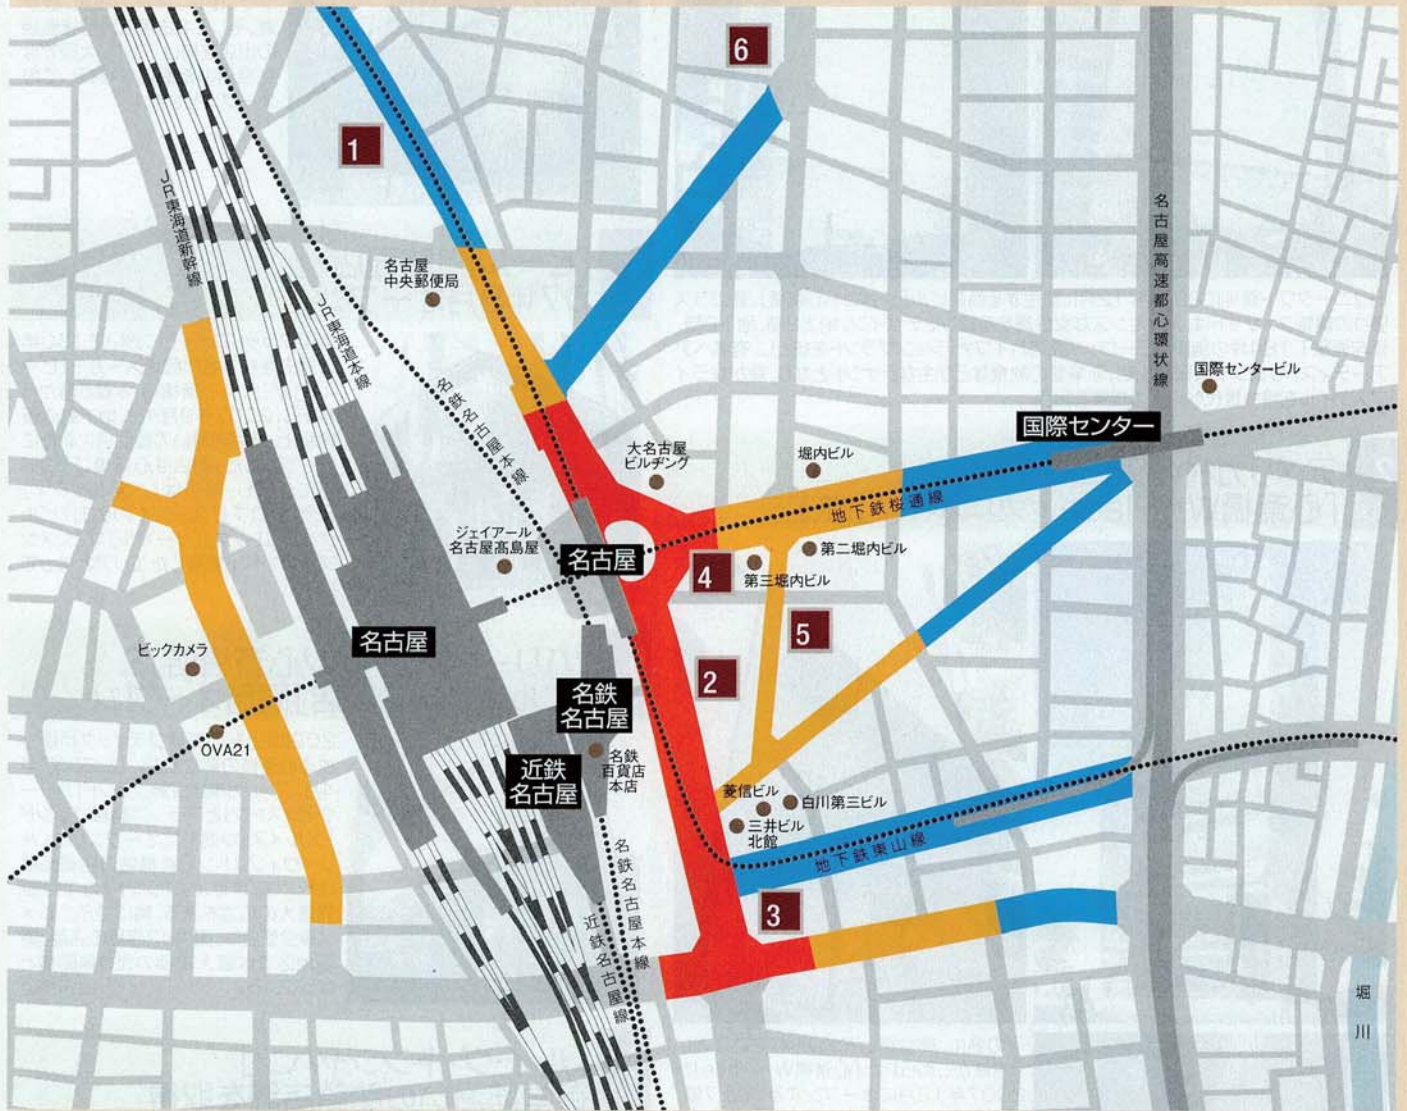 6
1
JR東海道新幹線
名古屋
中央郵便局
JR東海道本線
名鉄名古屋本線
名古屋高速都心環状線
国際センタービル
国際センター
大名古屋
ビルヂング
堀内ビル
地下鉄桜通線
ジェイアール
名古屋髙島屋
名古屋
4
第二堀内ビル
第三堀内ビル
5
名古屋
ビックカメラ
2
名鉄
名古屋
OVA21
近鉄
名古屋
名鉄
百貨店
本店
菱信ビル
白川第三ビル
三井ビル
北館
地下鉄東山線
名鉄名古屋本線
近鉄名古屋線
3
堀川